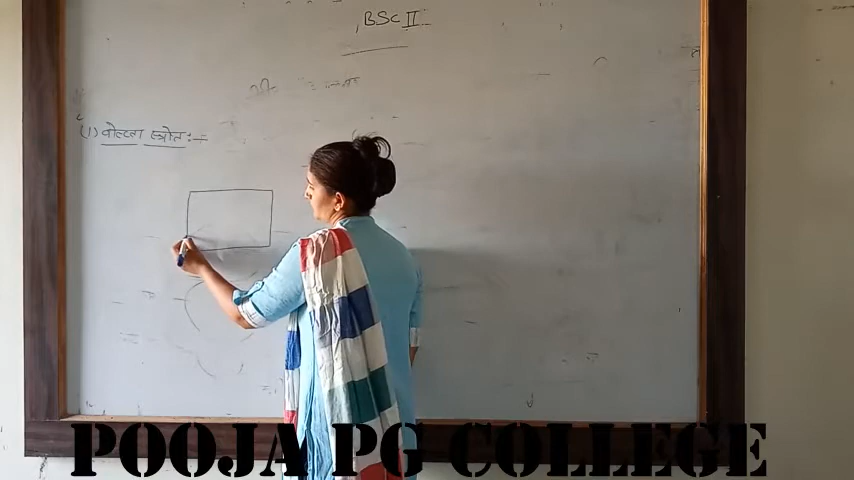 BSc II
(1) वोल्टता स्त्रोत :-
POOJA PG COLLEGE